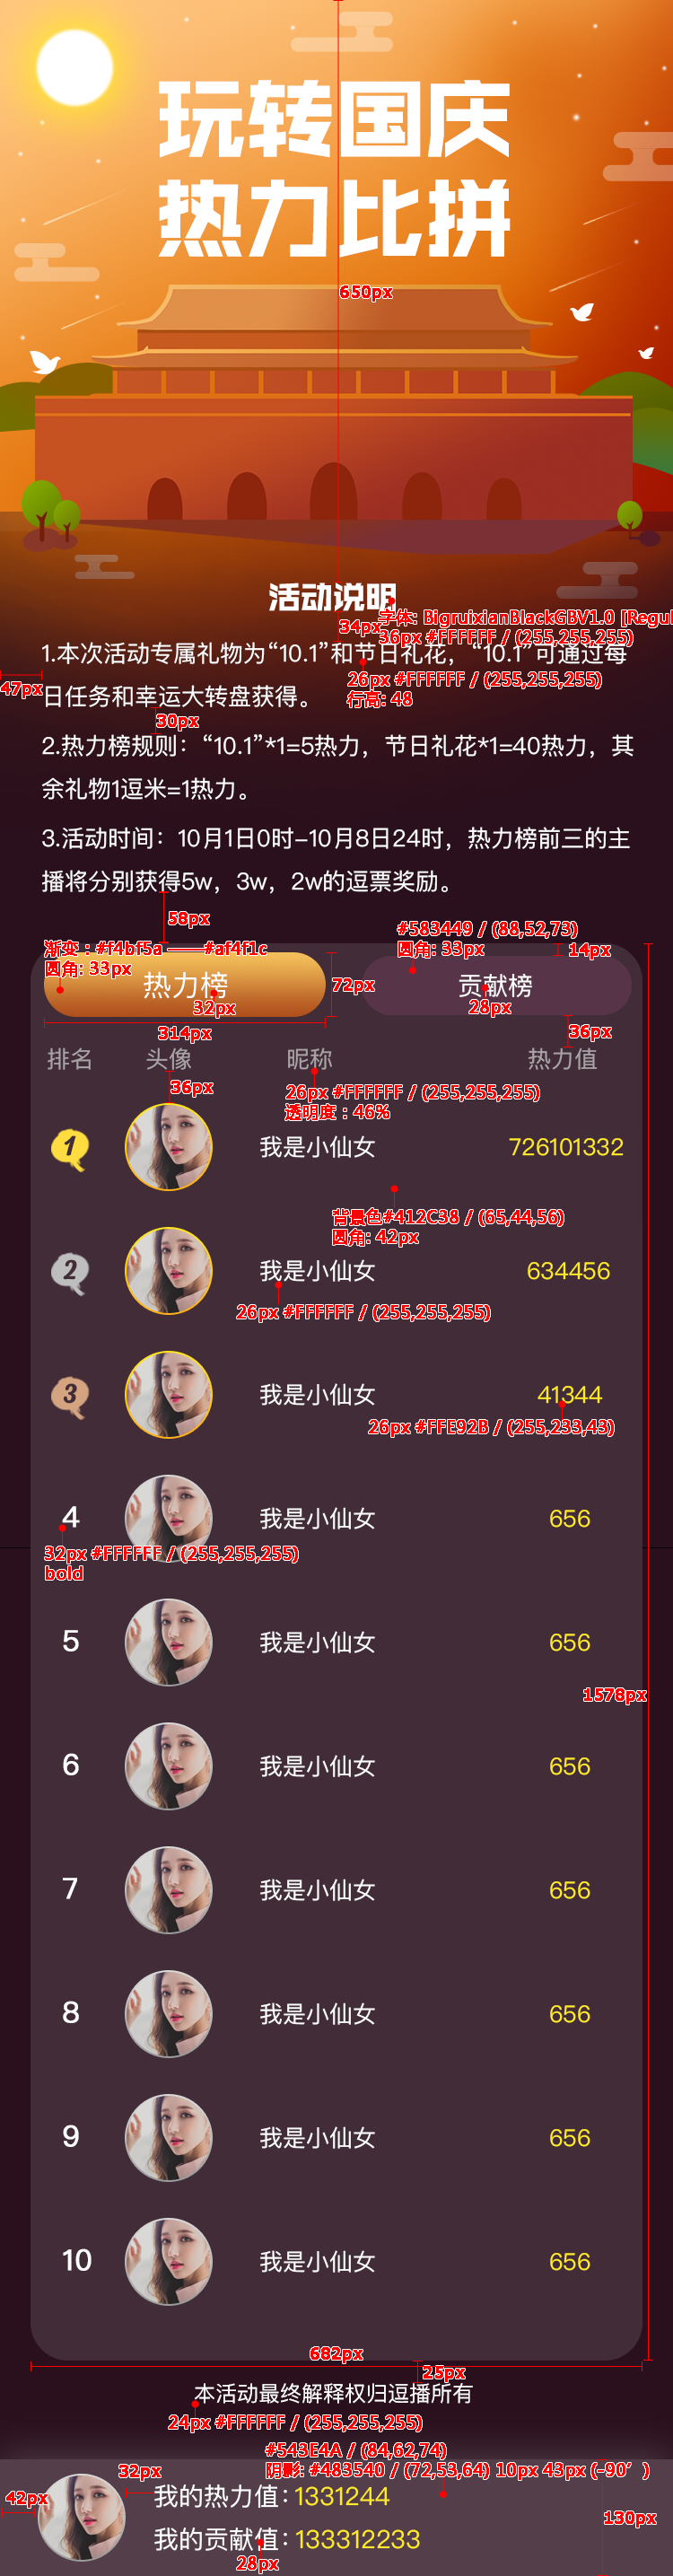 玩转国庆
热力比拼
650px
活动说明
字体: BigruixianBlackGBV1.0 [Regul
34px
36px #FFFFFF / (255,255,255)
1.本次活动专属礼物为“10.1”和节日礼花，“10.1”可通过每
26px #FFFFFF / (255,255,255)
47px
日任务和幸运大转盘获得。
行高: 48
30px
2.热力榜规则：“10.1”*1=5热力，节日礼花*1=40热力，其
余礼物1逗米=1热力。
3.活动时间：10月1日0时-10月8日24时，热力榜前三的主
播将分别获得5w，3w，2w的逗票奖励。
58px
#583449 / (88,52,73)
渐变：#f4bf5a——#af4f1c
圆角: 33px
14px
圆角: 33px
热力榜
72px
贡献榜
32px
28px
314px
36px
排名 头像 昵称 热力值
36px
26px #FFFFFF / (255,255,255)
透明度：46%
1 我是小仙女 726101332
背景色#412C38 / (65,44,56)
圆角: 42px
2 我是小仙女 634456
26px #FFFFFF / (255,255,255)
3 我是小仙女 41344
26px #FFE92B / (255,233,43)
4 我是小仙女 656
32px #FFFFFF / (255,255,255)
bold
5 我是小仙女 656
1578px
6 我是小仙女 656
7 我是小仙女 656
8 我是小仙女 656
9 我是小仙女 656
10 我是小仙女 656
682px
25px
本活动最终解释权归逗播所有
24px #FFFFFF / (255,255,255)
#543E4A / (84,62,74)
阴影: #483540 / (72,53,64) 10px 43px (-90′)
32px
42px
我的热力值: 1331244
130px
我的贡献值: 133312233
28px